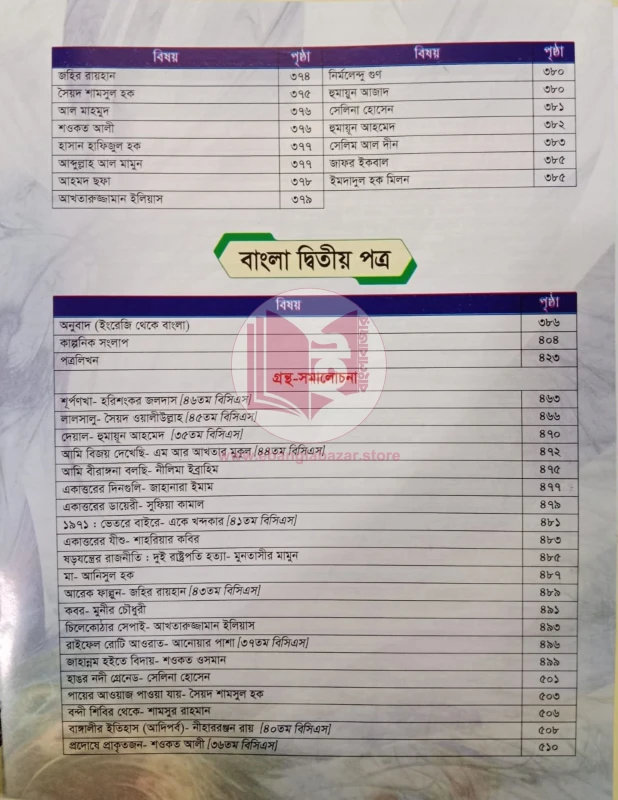 বিষয় পৃষ্ঠা বিষয় পৃষ্ঠা
জহির রায়হান ৩৭৪ নির্মলেন্দু গুণ ৩৮০
সৈয়দ শামসুল হক ৩৭৫ হুমায়ুন আজাদ ৩৮০
আল মাহমুদ ৩৭৬ সেলিনা হোসেন ৩৮১
শওকত আলী ৩৭৬ হুমায়ূন আহমেদ ৩৮২
হাসান হাফিজুল হক ৩৭৭ সেলিম আল দীন ৩৮৩
আব্দুল্লাহ আল মামুন ৩৭৭ জাফর ইকবাল ৩৮৫
আহমদ ছফা ৩৭৮ ইমদাদুল হক মিলন ৩৮৫
আখতারুজ্জামান ইলিয়াস ৩৭৯
বাংলা দ্বিতীয় পত্র
বিষয় পৃষ্ঠা
অনুবাদ (ইংরেজি থেকে বাংলা) ৩৮৬
কাল্পনিক সংলাপ ৪০৪
পত্রলিখন ৪২৩
গ্রন্থ-সমালোচনা
শূর্পণখা- হরিশংকর জলদাস [৪৬তম বিসিএস] ৪৬৩
লালসালু- সৈয়দ ওয়ালীউল্লাহ [৪৫তম বিসিএস] ৪৬৬
দেয়াল- হুমায়ূন আহমেদ [৩৫তম বিসিএস] ৪৭০
আমি বিজয় দেখেছি- এম আর আখতার মুকুল [৪৪তম বিসিএস] ৪৭২
www.ebanglabazar.store
আমি বীরাঙ্গনা বলছি- নীলিমা ইব্রাহিম ৪৭৫
একাত্তরের দিনগুলি- জাহানারা ইমাম ৪৭৭
একাত্তরের ডায়েরী- সুফিয়া কামাল ৪৭৯
১৯৭১ : ভেতরে বাইরে- একে খন্দকার [৪১তম বিসিএস] ৪৮১
একাত্তরের যীশু- শাহরিয়ার কবির ৪৮৩
ষড়যন্ত্রের রাজনীতি : দুই রাষ্ট্রপতি হত্যা- মুনতাসীর মামুন ৪৮৫
মা- আনিসুল হক ৪৮৭
আরেক ফাল্গুন- জহির রায়হান [৪৩তম বিসিএস] ৪৮৯
কবর- মুনীর চৌধুরী ৪৯১
চিলেকোঠার সেপাই- আখতারুজ্জামান ইলিয়াস ৪৯৩
রাইফেল রোটি আওরাত- আনোয়ার পাশা [৩৭তম বিসিএস] ৪৯৬
জাহান্নম হইতে বিদায়- শওকত ওসমান ৪৯৯
হাঙর নদী গ্রেনেড- সেলিনা হোসেন ৫০১
পায়ের আওয়াজ পাওয়া যায়- সৈয়দ শামসুল হক ৫০৩
বন্দী শিবির থেকে- শামসুর রাহমান ৫০৬
বাঙ্গালীর ইতিহাস (আদিপর্ব)- নীহাররঞ্জন রায় [৪০তম বিসিএস] ৫০৮
প্রদোষে প্রাকৃতজন- শওকত আলী [৩৬তম বিসিএস] ৫১০